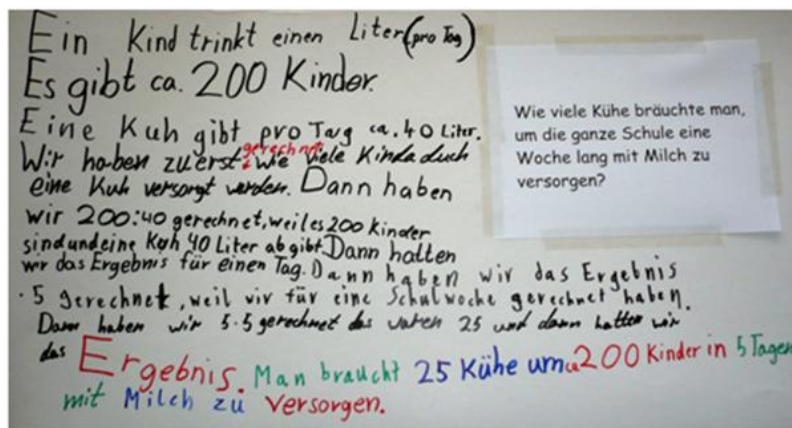 Ein Kind trinkt einen Liter (pro Tag)
Es gibt ca. 200 Kinder.
Eine Kuh gibt pro Tag ca. 40 Liter.
Wir haben zuerst gerechnet wie viele Kinda duch
eine Kuh versorgt werden. Dann haben
wir 200:40 gerechnet, weil es 200 Kinder
sind und eine Kuh 40 Liter ab gibt. Dann hatten
wir das Ergebnis für einen Tag. Dann haben wir das Ergebnis
· 5 gerechnet, weil wir für eine Schulwoche gerechnet haben.
Dann haben wir 5·5 gerechnet das waren 25 und dann hatten wir
das Ergebnis. Man braucht 25 Kühe um ca 200 Kinder in 5 Tagen
mit Milch zu versorgen.
Wie viele Kühe bräuchte man,
um die ganze Schule eine
Woche lang mit Milch zu
versorgen?